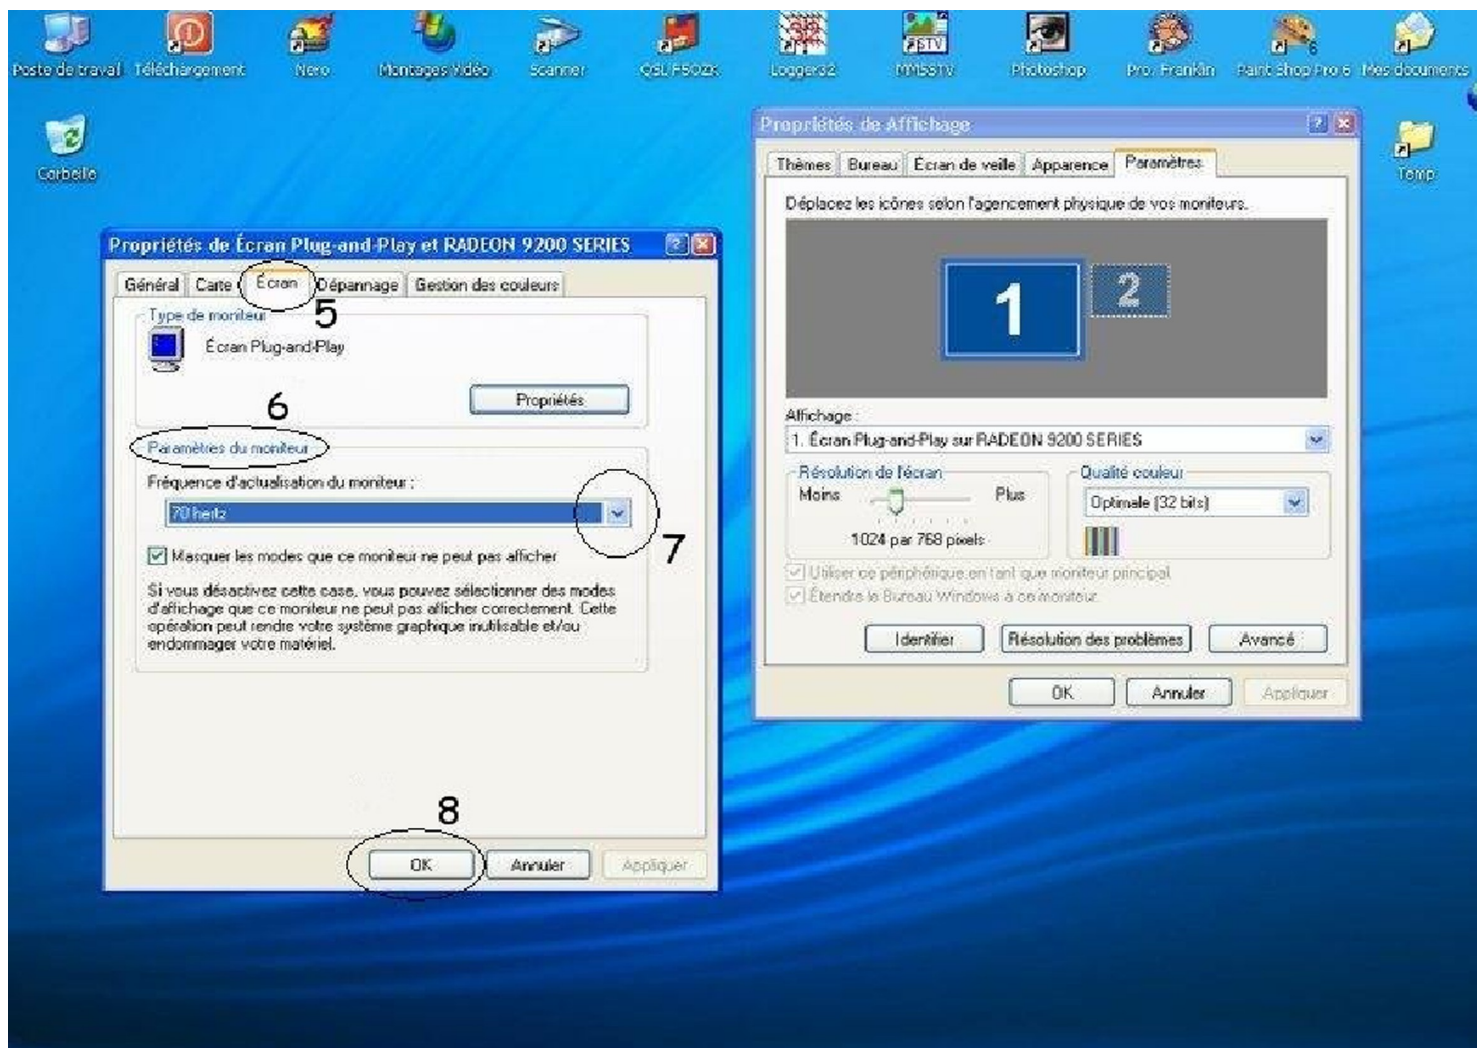 Poste de travail
Téléchargement
Nero
Montages Vidéo
Scanner
QSL F5OZK
Logger32
MMSSTV
Photoshop
Pro. Franklin
Paint Shop Pro 6
Mes documents
Corbeille
Temp
Propriétés de Écran Plug-and-Play et RADEON 9200 SERIES
Général
Carte
Écran
Dépannage
Gestion des couleurs
5
Type de moniteur
Écran Plug-and-Play
Propriétés
6
Paramètres du moniteur
Fréquence d'actualisation du moniteur :
70 hertz
7
Masquer les modes que ce moniteur ne peut pas afficher
Si vous désactivez cette case, vous pouvez sélectionner des modes
d'affichage que ce moniteur ne peut pas afficher correctement. Cette
opération peut rendre votre système graphique inutilisable et/ou
endommager votre matériel.
8
OK
Annuler
Appliquer
Propriétés de Affichage
Thèmes
Bureau
Écran de veille
Apparence
Paramètres
Déplacez les icônes selon l'agencement physique de vos moniteurs.
1
2
Affichage :
1. Écran Plug-and-Play sur RADEON 9200 SERIES
Résolution de l'écran
Moins
Plus
1024 par 768 pixels
Qualité couleur
Optimale (32 bits)
Utiliser ce périphérique en tant que moniteur principal
Étendre le Bureau Windows à ce moniteur.
Identifier
Résolution des problèmes
Avancé
OK
Annuler
Appliquer